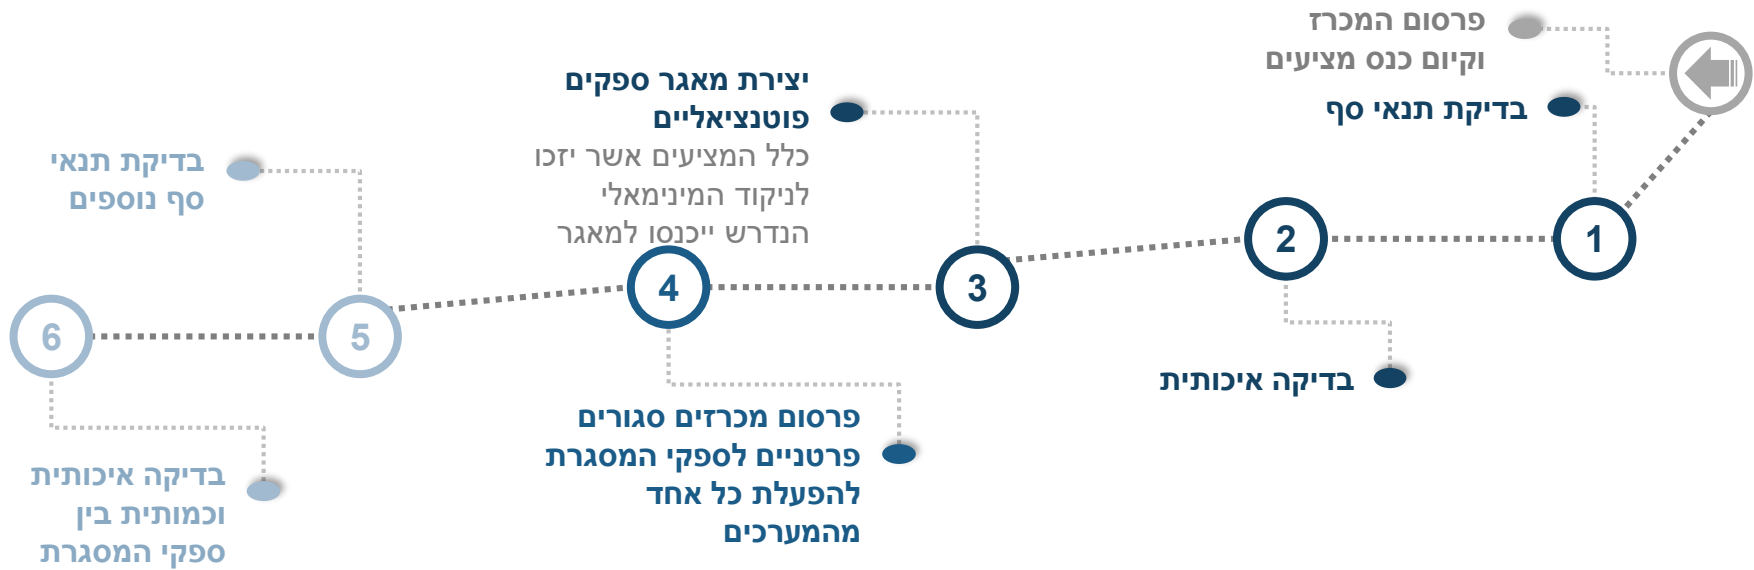 פרסום המכרז
וקיום כנס מציעים
בדיקת תנאי סף
1
2
בדיקה איכותית
יצירת מאגר ספקים
פוטנציאליים
כלל המציעים אשר יזכו
לניקוד המינימאלי
הנדרש ייכנסו למאגר
3
4
פרסום מכרזים סגורים
פרטניים לספקי המסגרת
להפעלת כל אחד
מהמערכים
בדיקת תנאי
סף נוספים
5
6
בדיקה איכותית
וכמותית בין
ספקי המסגרת